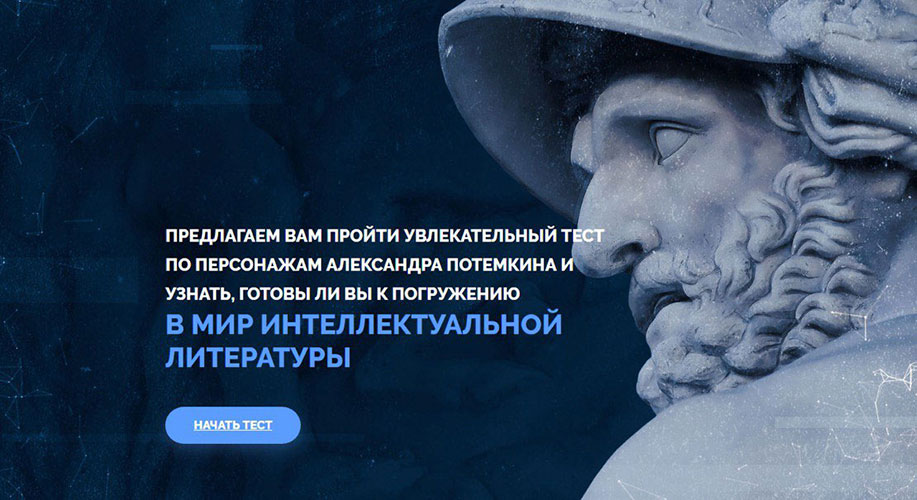 ПРЕДЛАГАЕМ ВАМ ПРОЙТИ УВЛЕКАТЕЛЬНЫЙ ТЕСТ
ПО ПЕРСОНАЖАМ АЛЕКСАНДРА ПОТЕМКИНА И
УЗНАТЬ, ГОТОВЫ ЛИ ВЫ К ПОГРУЖЕНИЮ
В МИР ИНТЕЛЛЕКТУАЛЬНОЙ
ЛИТЕРАТУРЫ
НАЧАТЬ ТЕСТ